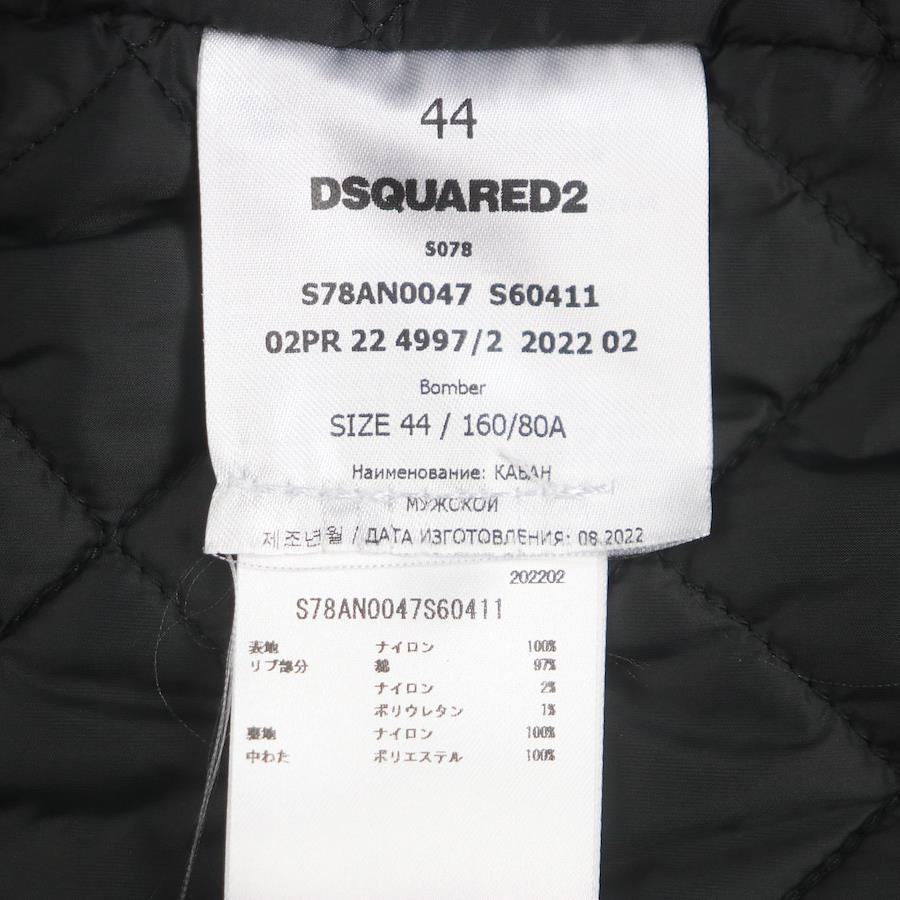 44
DSQUARED2
S078
S78AN0047 S60411
02PR 22 4997/2 2022 02
Bomber
SIZE 44 / 160/80A
Наименование: КАБАН
МУЖСКОЙ
제조년월 / ДАТА ИЗГОТОВЛЕНИЯ: 08.2022
202202
S78AN0047S60411
表地 ナイロン 100%
リブ部分 綿 97%
ナイロン 2%
ポリウレタン 1%
裏地 ナイロン 100%
中わた ポリエステル 100%